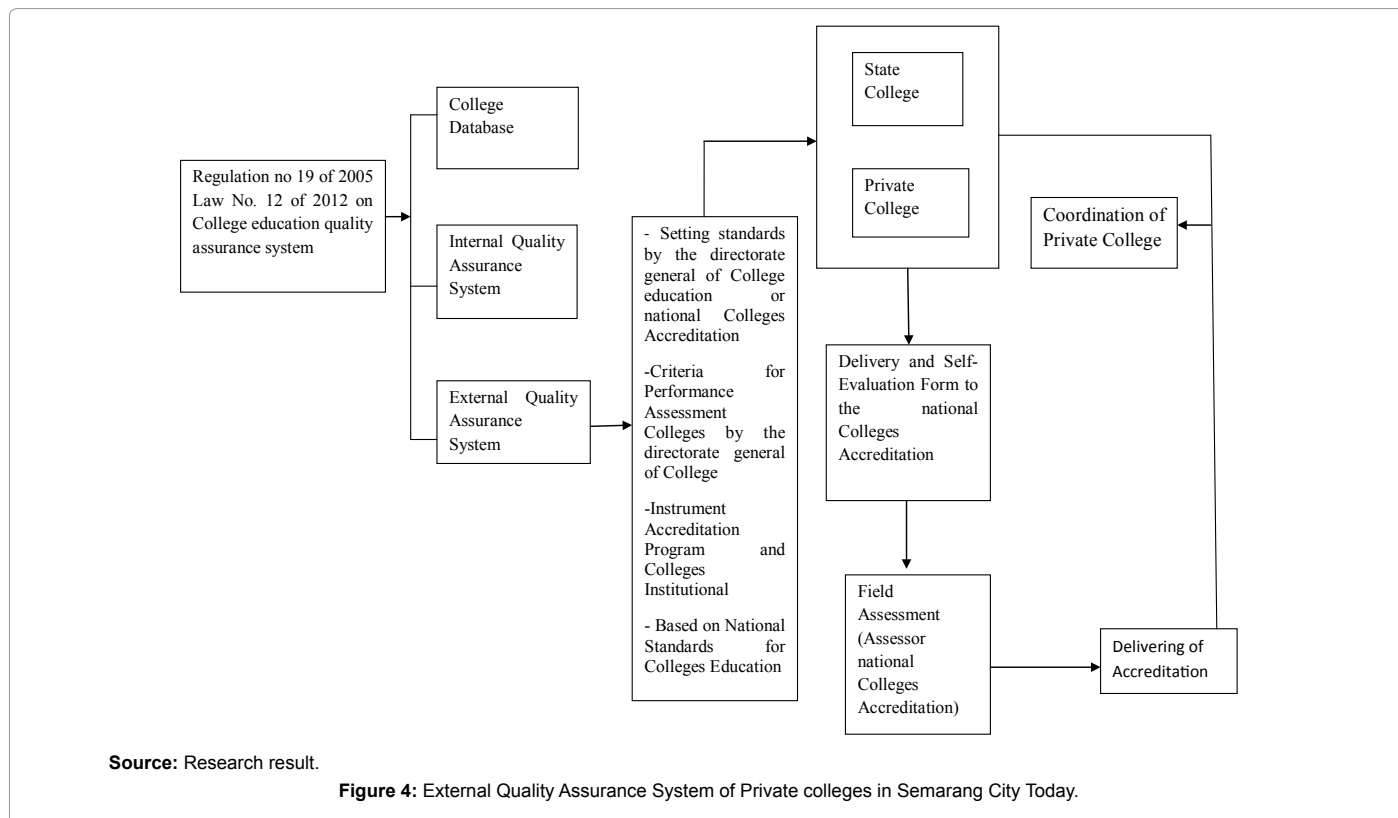 Regulation no 19 of 2005
Law No. 12 of 2012 on
College education quality
assurance system
College
Database
Internal Quality
Assurance
System
External Quality
Assurance
System
- Setting standards
by the directorate
general of College
education or
national Colleges
Accreditation
-Criteria for
Performance
Assessment
Colleges by the
directorate general
of College
-Instrument
Accreditation
Program and
Colleges
Institutional
- Based on National
Standards for
Colleges Education
State
College
Private
College
Delivery and Self-
Evaluation Form to
the national
Colleges
Accreditation
Field
Assessment
(Assessor
national
Colleges
Accreditation)
Coordination of
Private College
Delivering of
Accreditation
Source: Research result.
Figure 4: External Quality Assurance System of Private colleges in Semarang City Today.